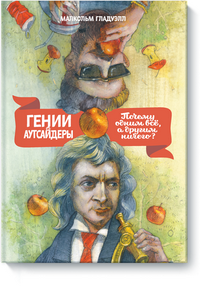 МАЛКОЛЬМ ГЛАДУЭЛЛ
ГЕНИИ
АУТСАЙДЕРЫ
Почему
одним всё,
а другим
ничего?